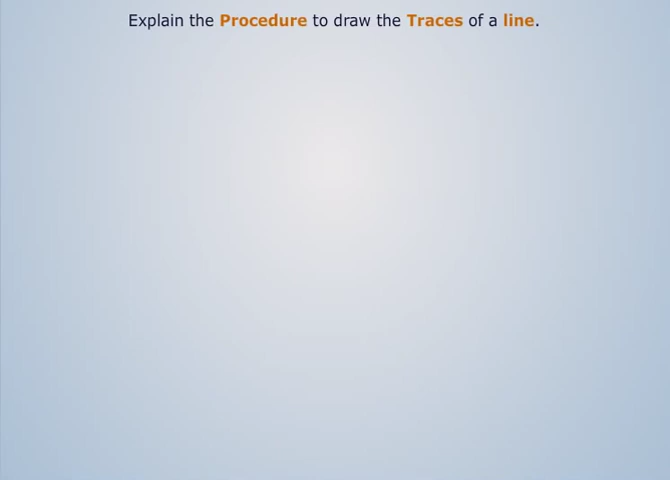 Explain the Procedure to draw the Traces of a line.